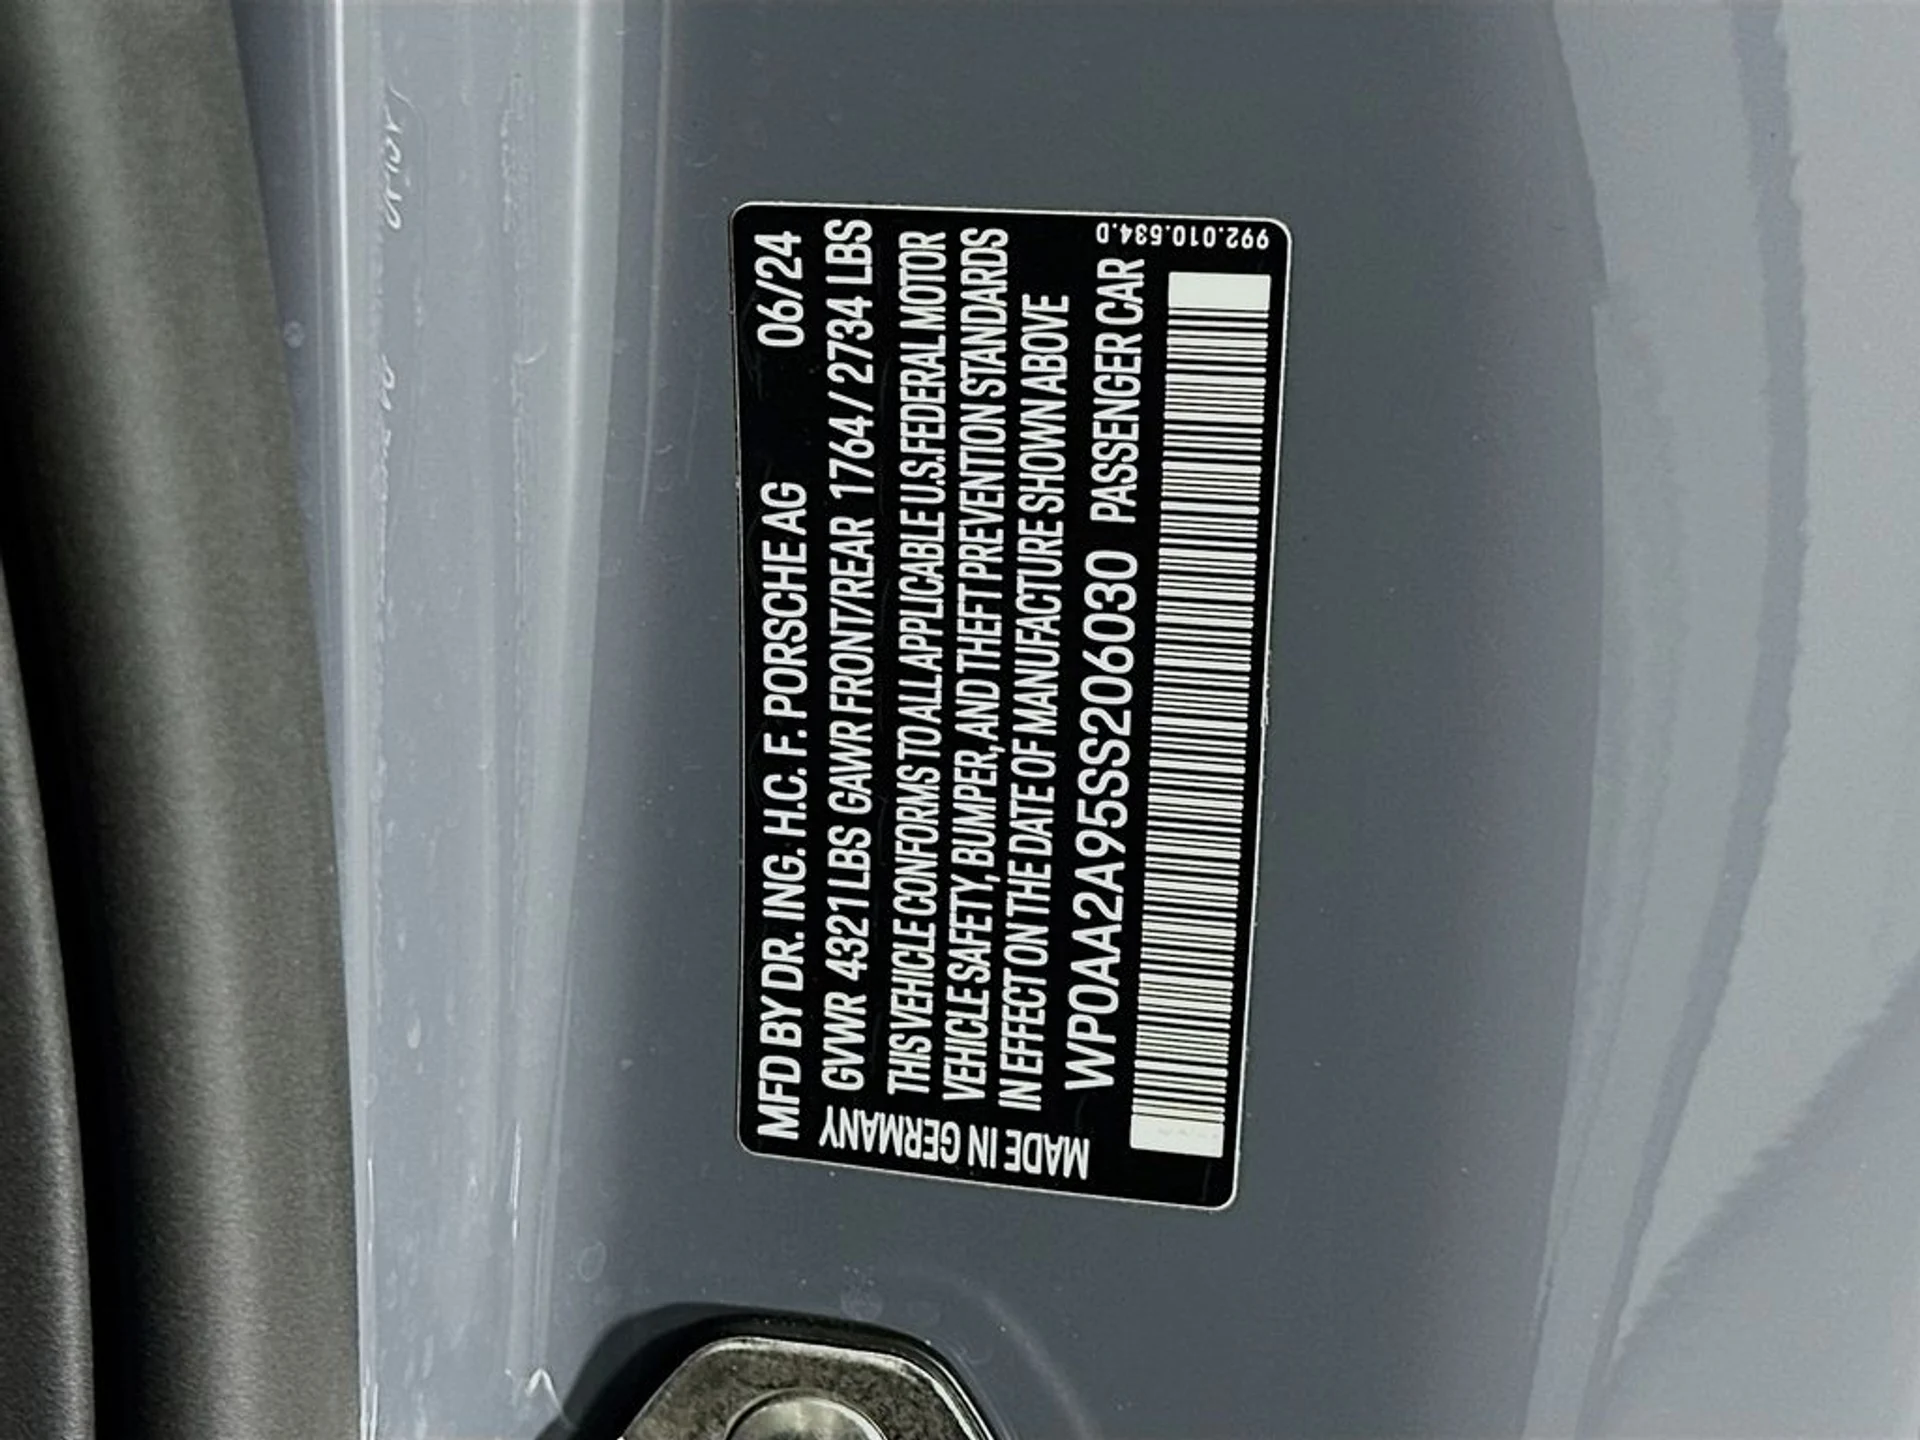 MFD BY DR. ING. H.C. F. PORSCHE AG 06/24
GVWR 4321 LBS GAWR FRONT/REAR 1764/2734 LBS
THIS VEHICLE CONFORMS TO ALL APPLICABLE U.S. FEDERAL MOTOR
VEHICLE SAFETY, BUMPER, AND THEFT PREVENTION STANDARDS
IN EFFECT ON THE DATE OF MANUFACTURE SHOWN ABOVE
WP0AA2A95SS206030 PASSENGER CAR
MADE IN GERMANY
992.010.534.D